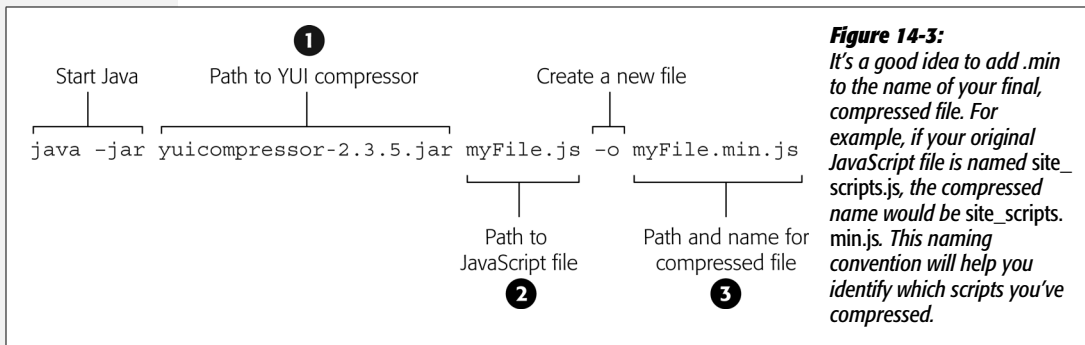 1
Start Java
Path to YUI compressor
Create a new file
java –jar yuicompressor-2.3.5.jar myFile.js –o myFile.min.js
Path to
JavaScript file
2
Path and name for
compressed file
3
Figure 14-3:
It’s a good idea to add .min
to the name of your final,
compressed file. For
example, if your original
JavaScript file is named site_
scripts.js, the compressed
name would be site_scripts.
min.js. This naming
convention will help you
identify which scripts you’ve
compressed.